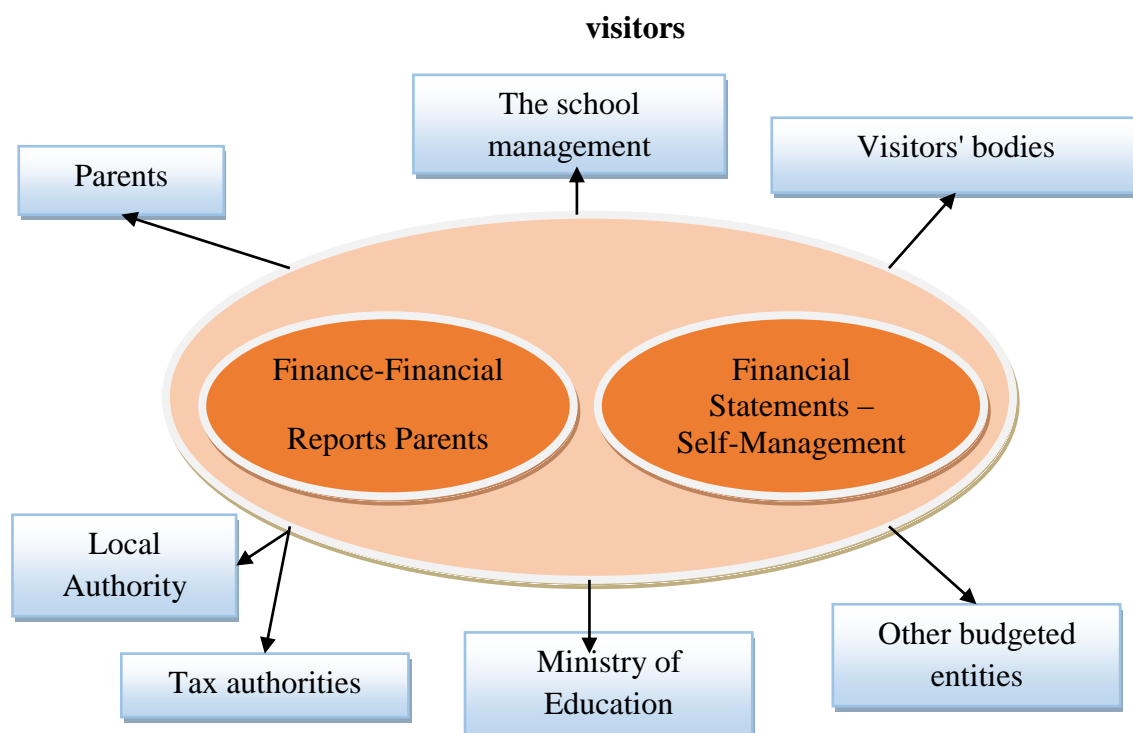 visitors
The school
management
Visitors' bodies
Parents
Finance-Financial
Reports Parents
Financial
Statements –
Self-Management
Local
Authority
Tax authorities
Ministry of
Education
Other budgeted
entities